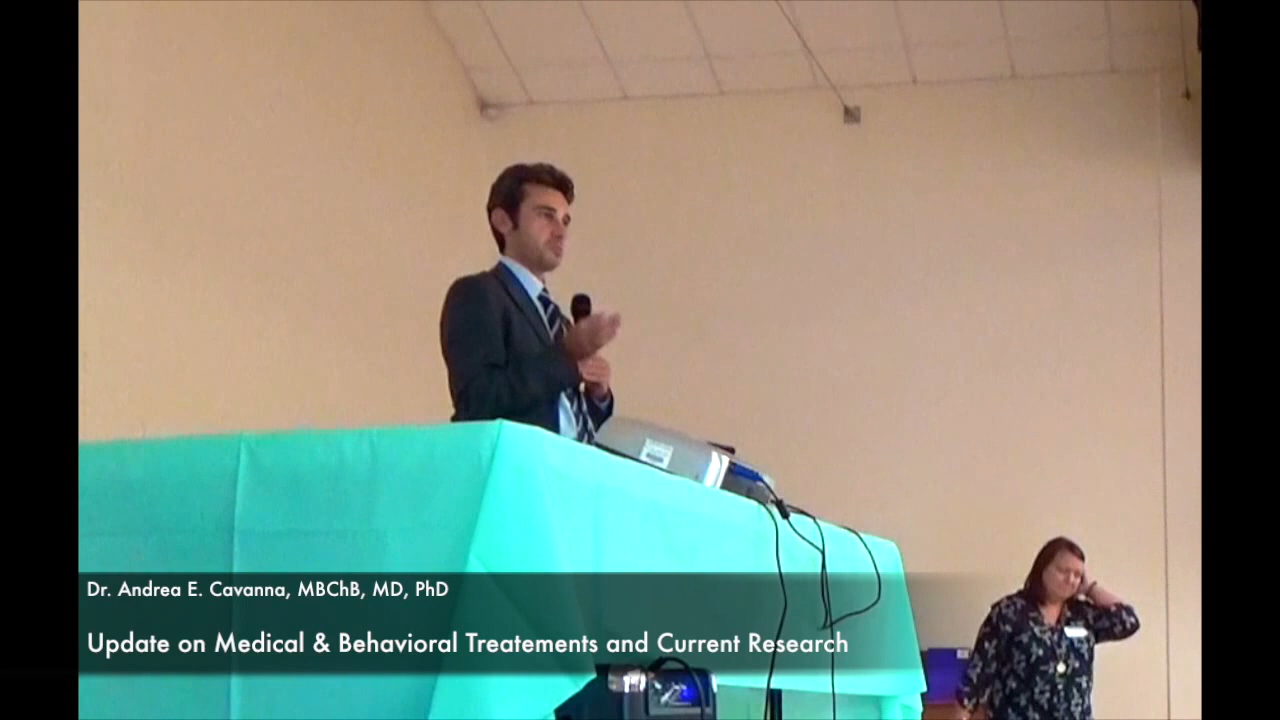 Dr. Andrea E. Cavanna, MBChB, MD, PhD
Update on Medical & Behavioral Treatements and Current Research